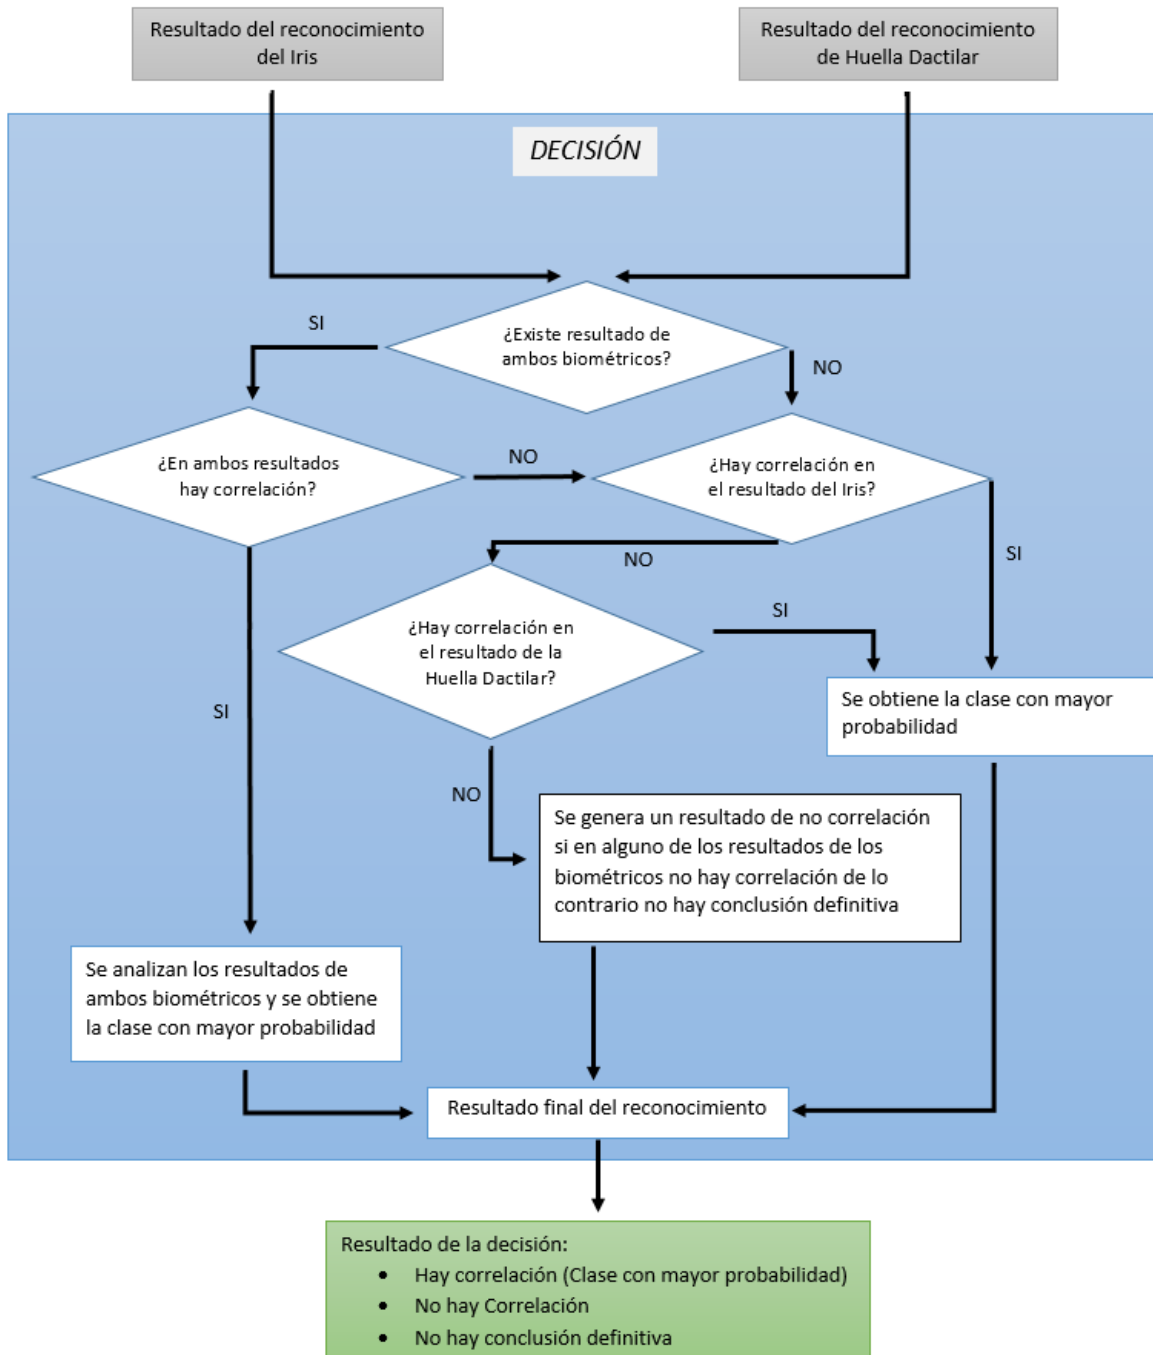 Resultado del reconocimiento
del Iris
Resultado del reconocimiento
de Huella Dactilar
DECISIÓN
¿Existe resultado de
ambos biométricos?
SI
NO
¿En ambos resultados
hay correlación?
NO
¿Hay correlación en
el resultado del Iris?
NO
SI
¿Hay correlación en
el resultado de la
Huella Dactilar?
SI
SI
Se obtiene la clase con mayor
probabilidad
NO
Se genera un resultado de no correlación
si en alguno de los resultados de los
biométricos no hay correlación de lo
contrario no hay conclusión definitiva
Se analizan los resultados de
ambos biométricos y se obtiene
la clase con mayor probabilidad
Resultado final del reconocimiento
Resultado de la decisión:
• Hay correlación (Clase con mayor probabilidad)
• No hay Correlación
• No hay conclusión definitiva